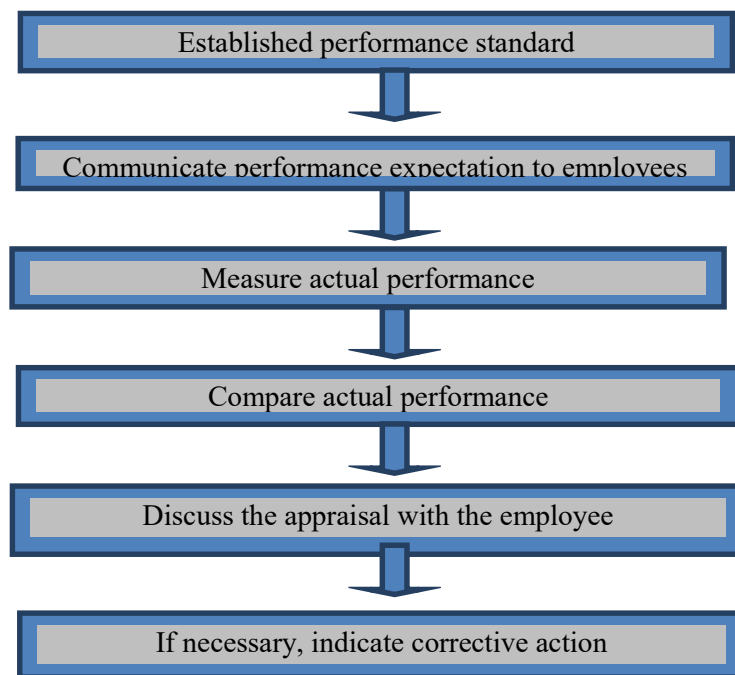 Established performance standard
Communicate performance expectation to employees
Measure actual performance
Compare actual performance
Discuss the appraisal with the employee
If necessary, indicate corrective action